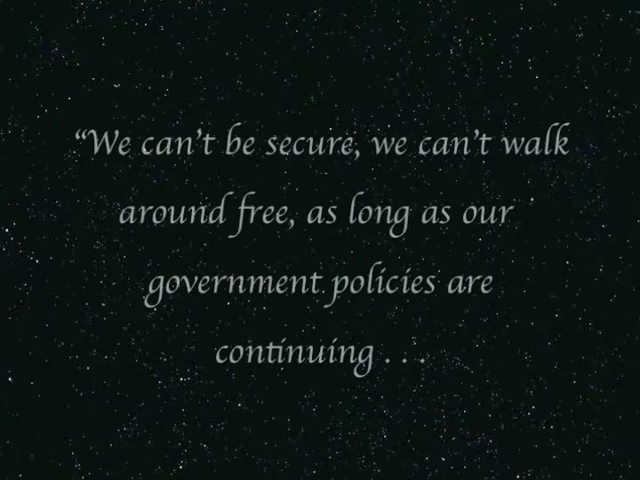 “We can't be secure, we can't walk
around free, as long as our
government policies are
continuing . . .